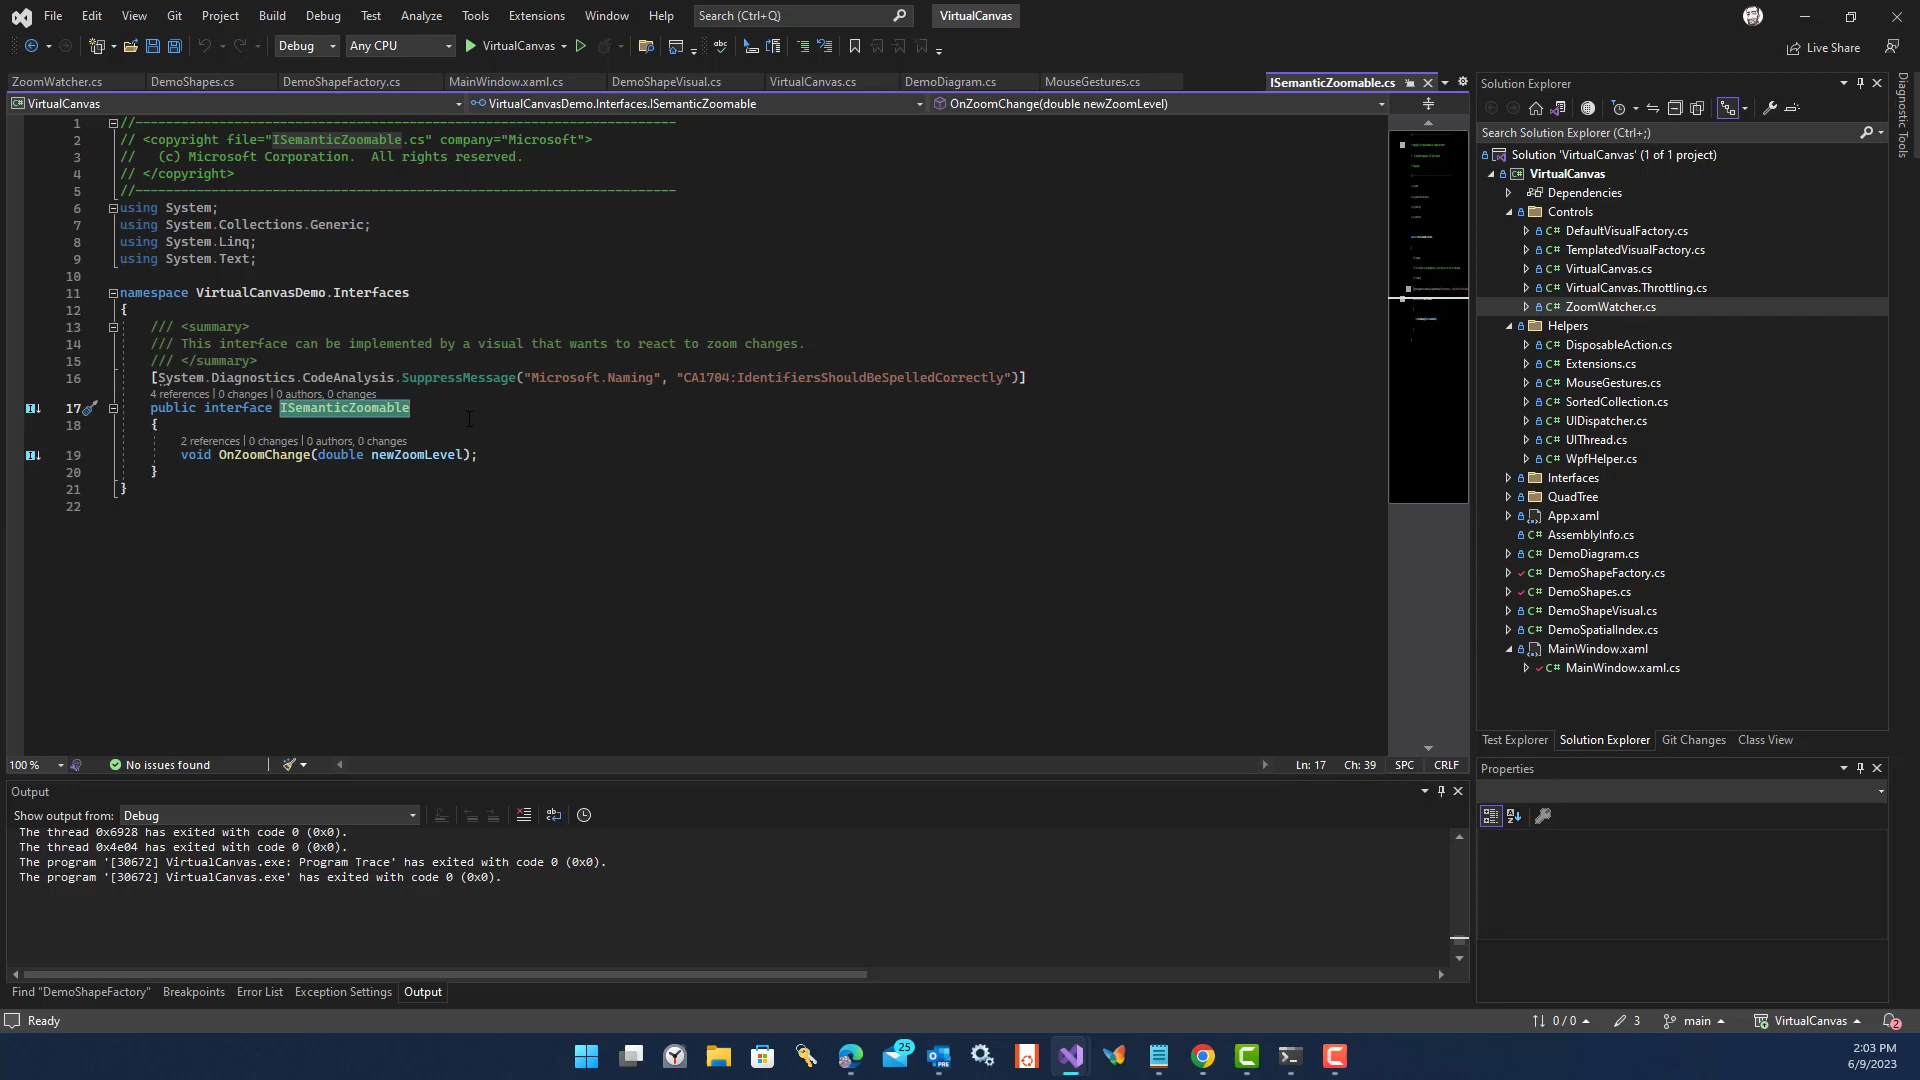 File Edit View Git Project Build Debug Test Analyze Tools Extensions Window Help Search (Ctrl+Q) VirtualCanvas
Debug Any CPU VirtualCanvas Live Share
ZoomWatcher.cs DemoShapes.cs DemoShapeFactory.cs MainWindow.xaml.cs DemoShapeVisual.cs VirtualCanvas.cs DemoDiagram.cs MouseGestures.cs ISemanticZoomable.cs
VirtualCanvas VirtualCanvasDemo.Interfaces.ISemanticZoomable OnZoomChange(double newZoomLevel)
1 //-----------------------------------------------------------------------
2 // <copyright file="ISemanticZoomable.cs" company="Microsoft">
3 //   (c) Microsoft Corporation.  All rights reserved.
4 // </copyright>
5 //-----------------------------------------------------------------------
6 using System;
7 using System.Collections.Generic;
8 using System.Linq;
9 using System.Text;
10
11 namespace VirtualCanvasDemo.Interfaces
12 {
13 /// <summary>
14 /// This interface can be implemented by a visual that wants to react to zoom changes.
15 /// </summary>
16 [System.Diagnostics.CodeAnalysis.SuppressMessage("Microsoft.Naming", "CA1704:IdentifiersShouldBeSpelledCorrectly")]
4 references | 0 changes | 0 authors, 0 changes
17 public interface ISemanticZoomable
18 {
2 references | 0 changes | 0 authors, 0 changes
19 void OnZoomChange(double newZoomLevel);
20 }
21 }
22
100 % No issues found Ln: 17 Ch: 39 SPC CRLF
Output
Show output from: Debug
The thread 0x6928 has exited with code 0 (0x0).
The thread 0x4e04 has exited with code 0 (0x0).
The program '[30672] VirtualCanvas.exe: Program Trace' has exited with code 0 (0x0).
The program '[30672] VirtualCanvas.exe' has exited with code 0 (0x0).
Find "DemoShapeFactory" Breakpoints Error List Exception Settings Output
Solution Explorer
Search Solution Explorer (Ctrl+;)
Solution 'VirtualCanvas' (1 of 1 project)
C# VirtualCanvas
Dependencies
Controls
C# DefaultVisualFactory.cs
C# TemplatedVisualFactory.cs
C# VirtualCanvas.cs
C# VirtualCanvas.Throttling.cs
C# ZoomWatcher.cs
Helpers
C# DisposableAction.cs
C# Extensions.cs
C# MouseGestures.cs
C# SortedCollection.cs
C# UIDispatcher.cs
C# UIThread.cs
C# WpfHelper.cs
Interfaces
QuadTree
App.xaml
C# AssemblyInfo.cs
C# DemoDiagram.cs
C# DemoShapeFactory.cs
C# DemoShapes.cs
C# DemoShapeVisual.cs
C# DemoSpatialIndex.cs
MainWindow.xaml
C# MainWindow.xaml.cs
Test Explorer Solution Explorer Git Changes Class View
Properties
Diagnostic Tools
Ready 0 / 0 3 main VirtualCanvas 2
25 PRE
2:03 PM
6/9/2023